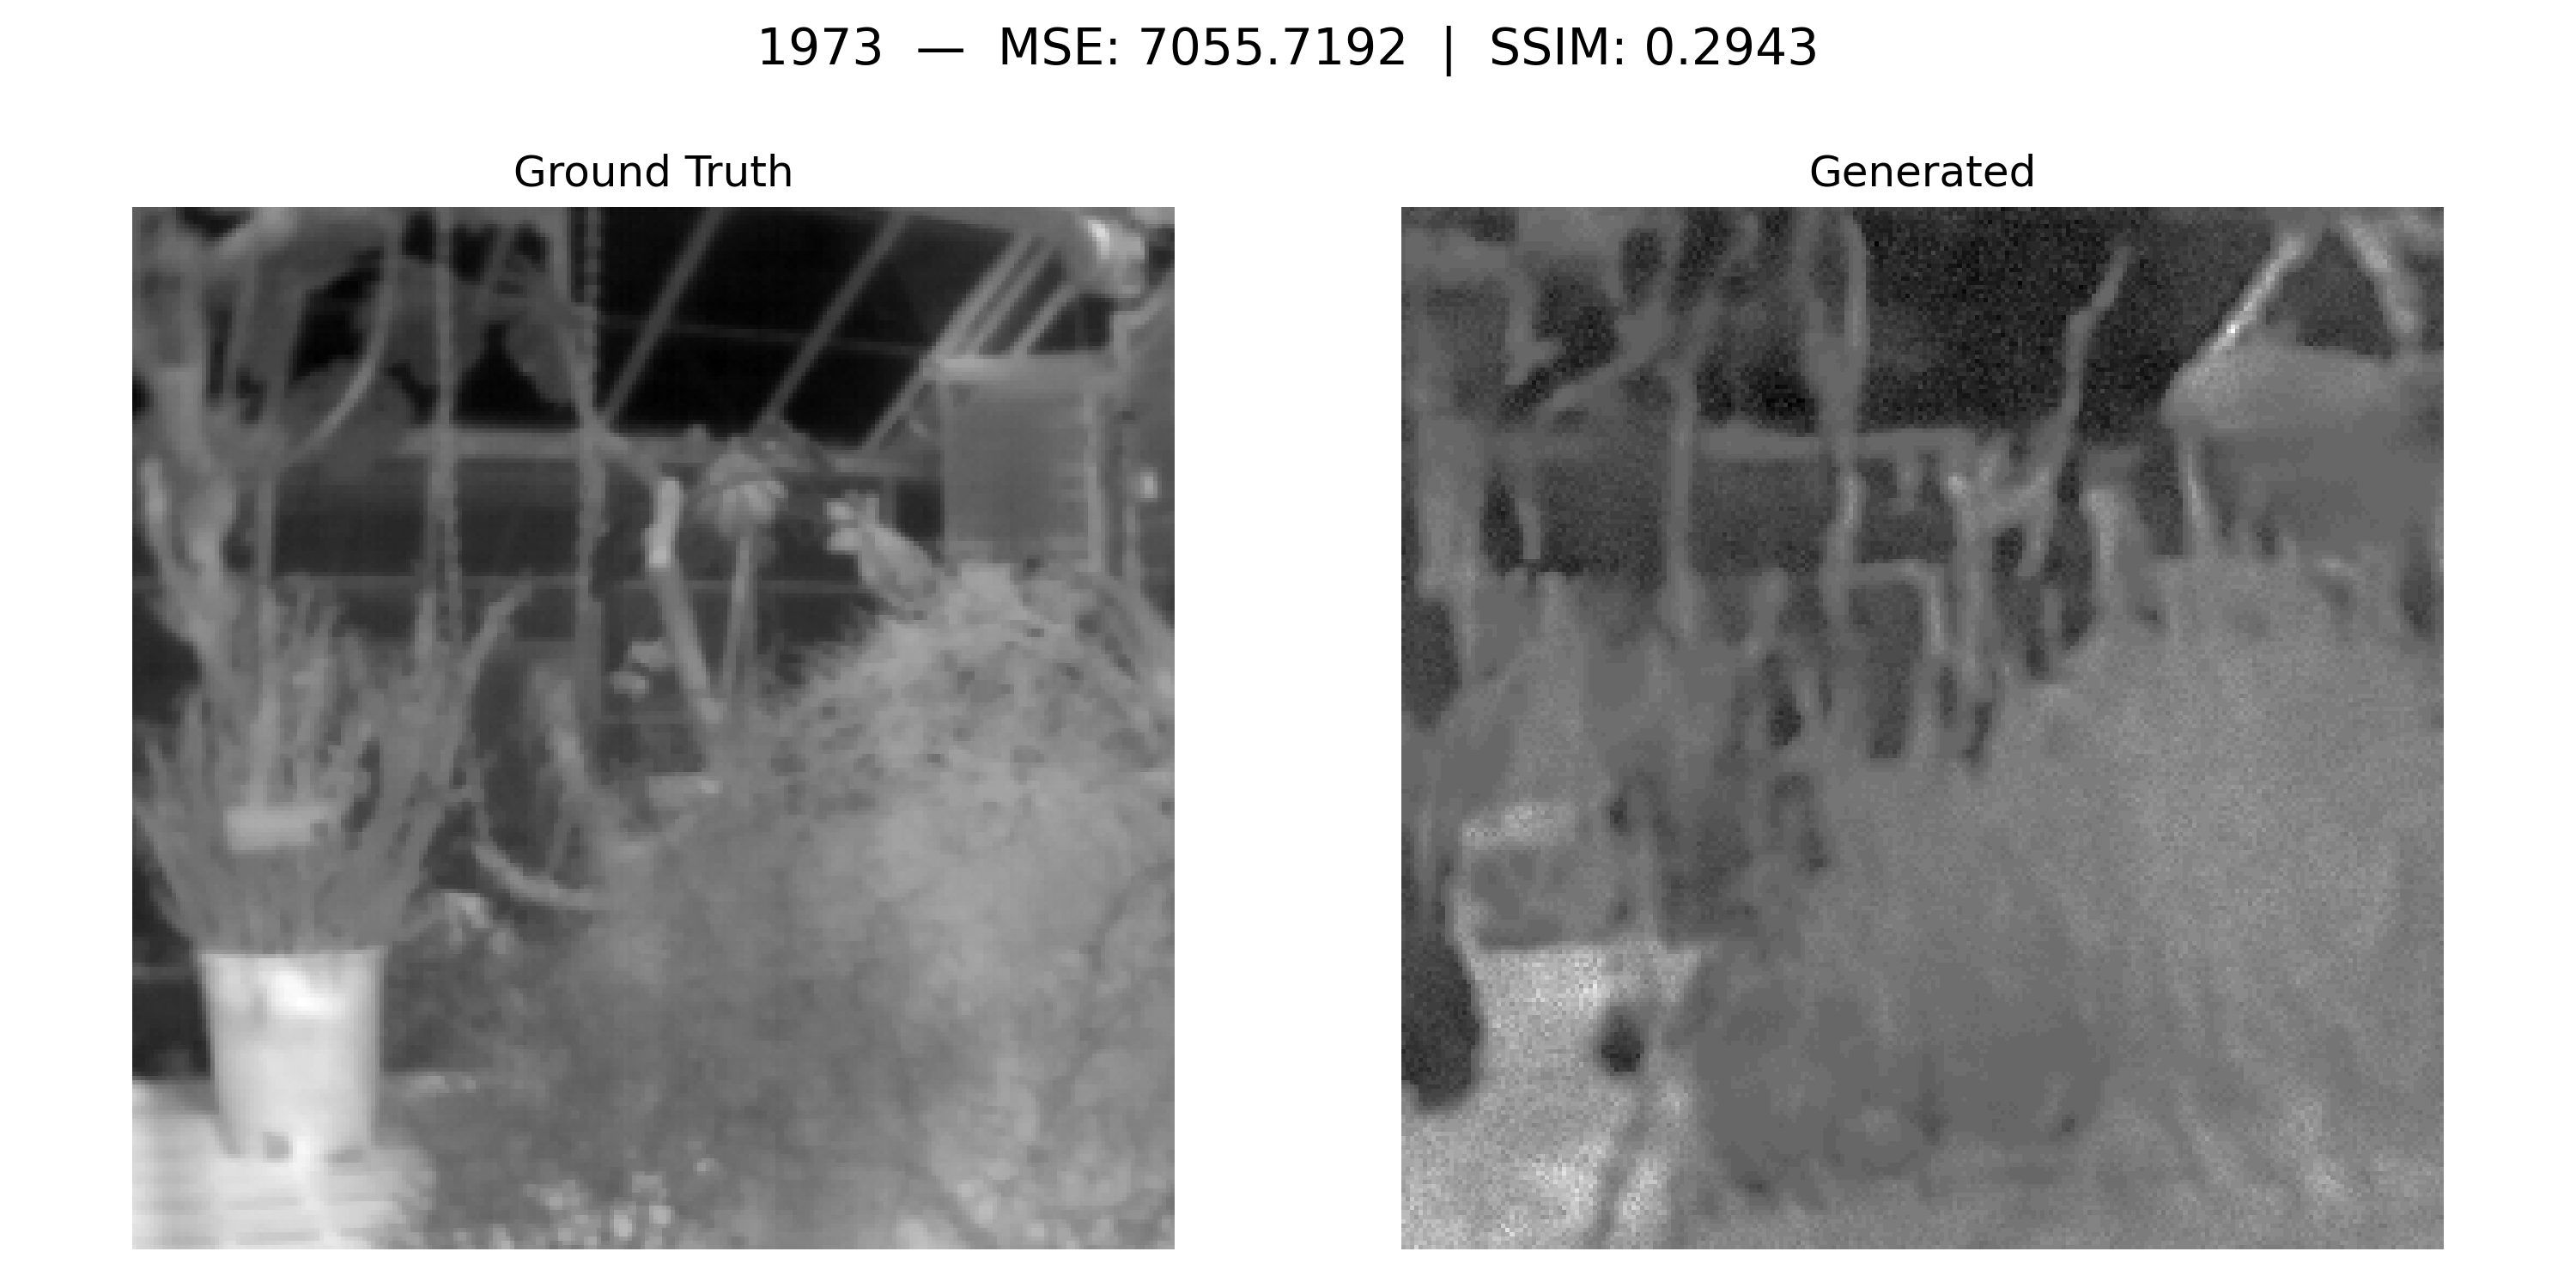 1973 — MSE: 7055.7192 | SSIM: 0.2943
Ground Truth
Generated